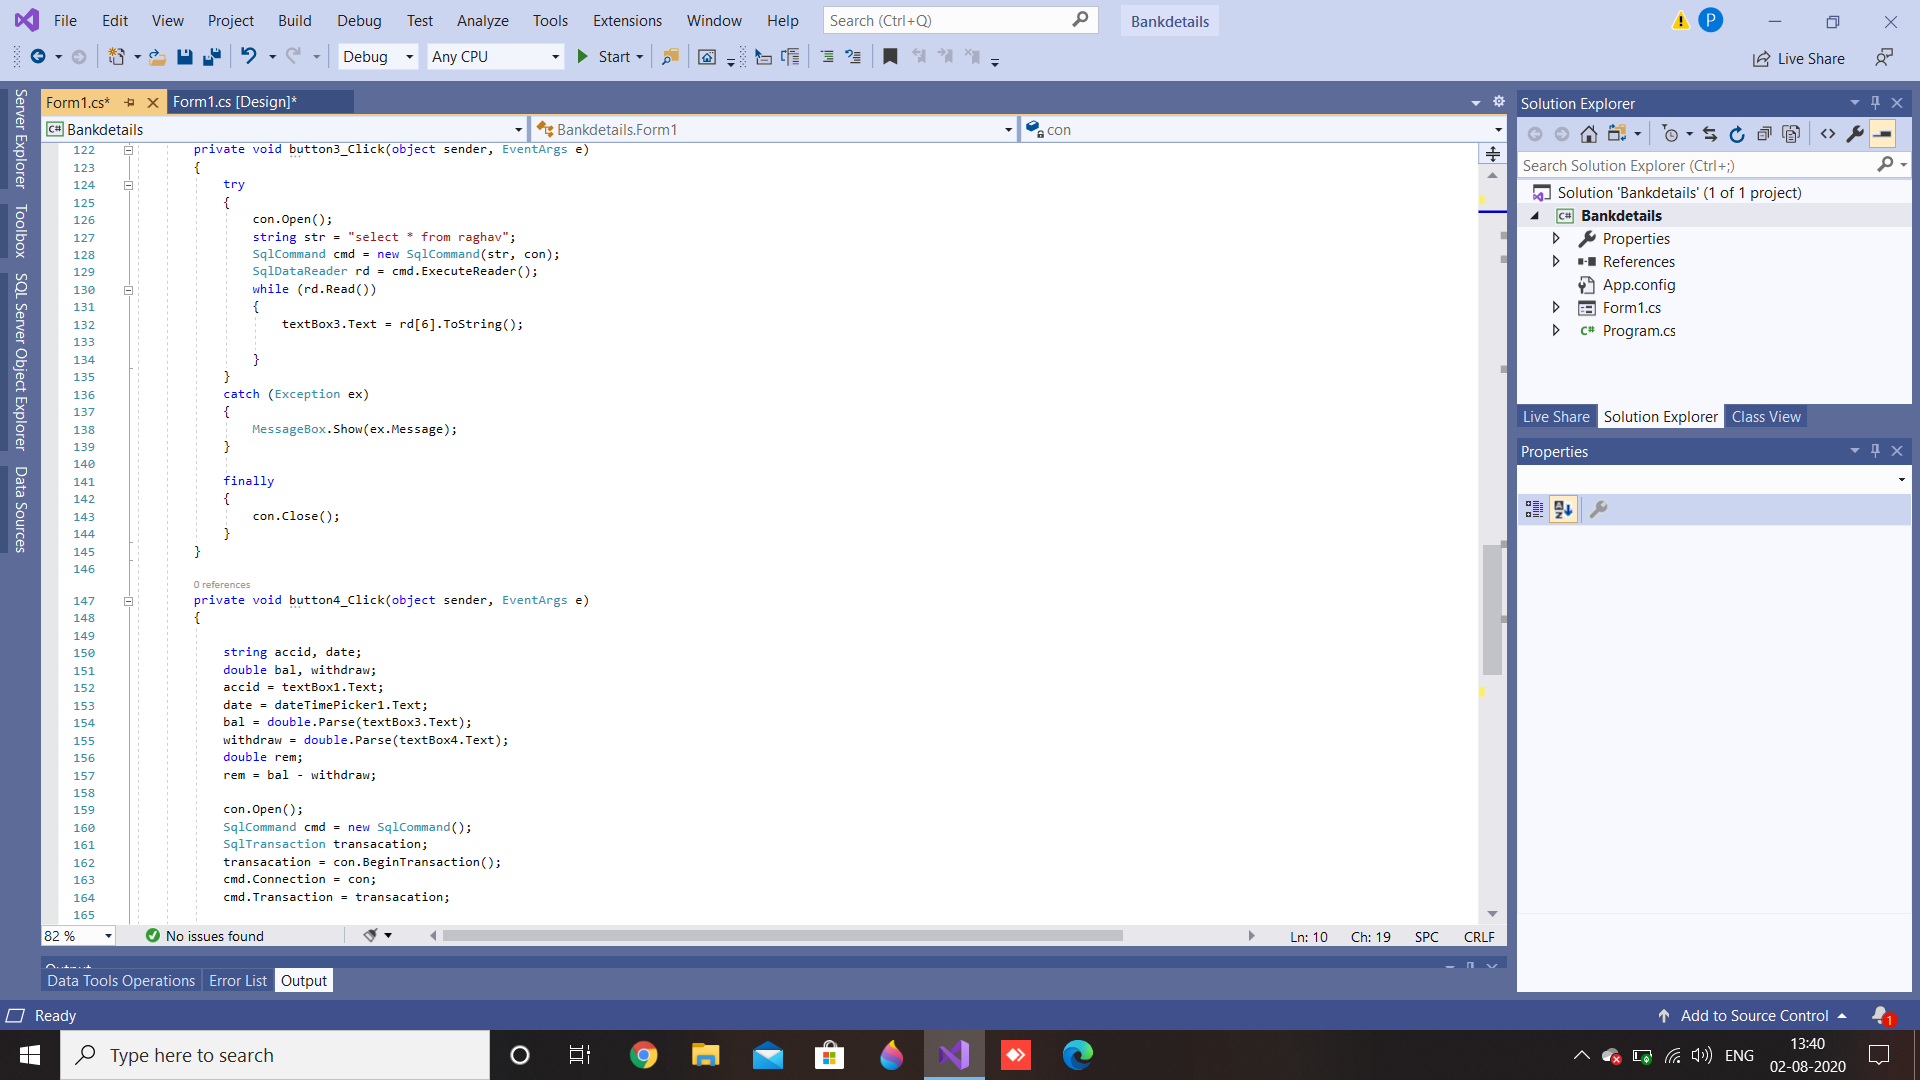 File Edit View Project Build Debug Test Analyze Tools Extensions Window Help Search (Ctrl+Q) Bankdetails P
Debug Any CPU Start Live Share
Form1.cs* Form1.cs [Design]*
Bankdetails Bankdetails.Form1 con
Server Explorer
Toolbox
SQL Server Object Explorer
Data Sources
122 private void button3_Click(object sender, EventArgs e)
123 {
124 try
125 {
126 con.Open();
127 string str = "select * from raghav";
128 SqlCommand cmd = new SqlCommand(str, con);
129 SqlDataReader rd = cmd.ExecuteReader();
130 while (rd.Read())
131 {
132 textBox3.Text = rd[6].ToString();
133
134 }
135 }
136 catch (Exception ex)
137 {
138 MessageBox.Show(ex.Message);
139 }
140
141 finally
142 {
143 con.Close();
144 }
145 }
146
0 references
147 private void button4_Click(object sender, EventArgs e)
148 {
149
150 string accid, date;
151 double bal, withdraw;
152 accid = textBox1.Text;
153 date = dateTimePicker1.Text;
154 bal = double.Parse(textBox3.Text);
155 withdraw = double.Parse(textBox4.Text);
156 double rem;
157 rem = bal - withdraw;
158
159 con.Open();
160 SqlCommand cmd = new SqlCommand();
161 SqlTransaction transacation;
162 transacation = con.BeginTransaction();
163 cmd.Connection = con;
164 cmd.Transaction = transacation;
165
82 % No issues found Ln: 10 Ch: 19 SPC CRLF
Output
Data Tools Operations Error List Output
Solution Explorer
Search Solution Explorer (Ctrl+;)
Solution 'Bankdetails' (1 of 1 project)
C# Bankdetails
Properties
References
App.config
Form1.cs
C# Program.cs
Live Share Solution Explorer Class View
Properties
Ready Add to Source Control 1
Type here to search ENG 13:40
02-08-2020